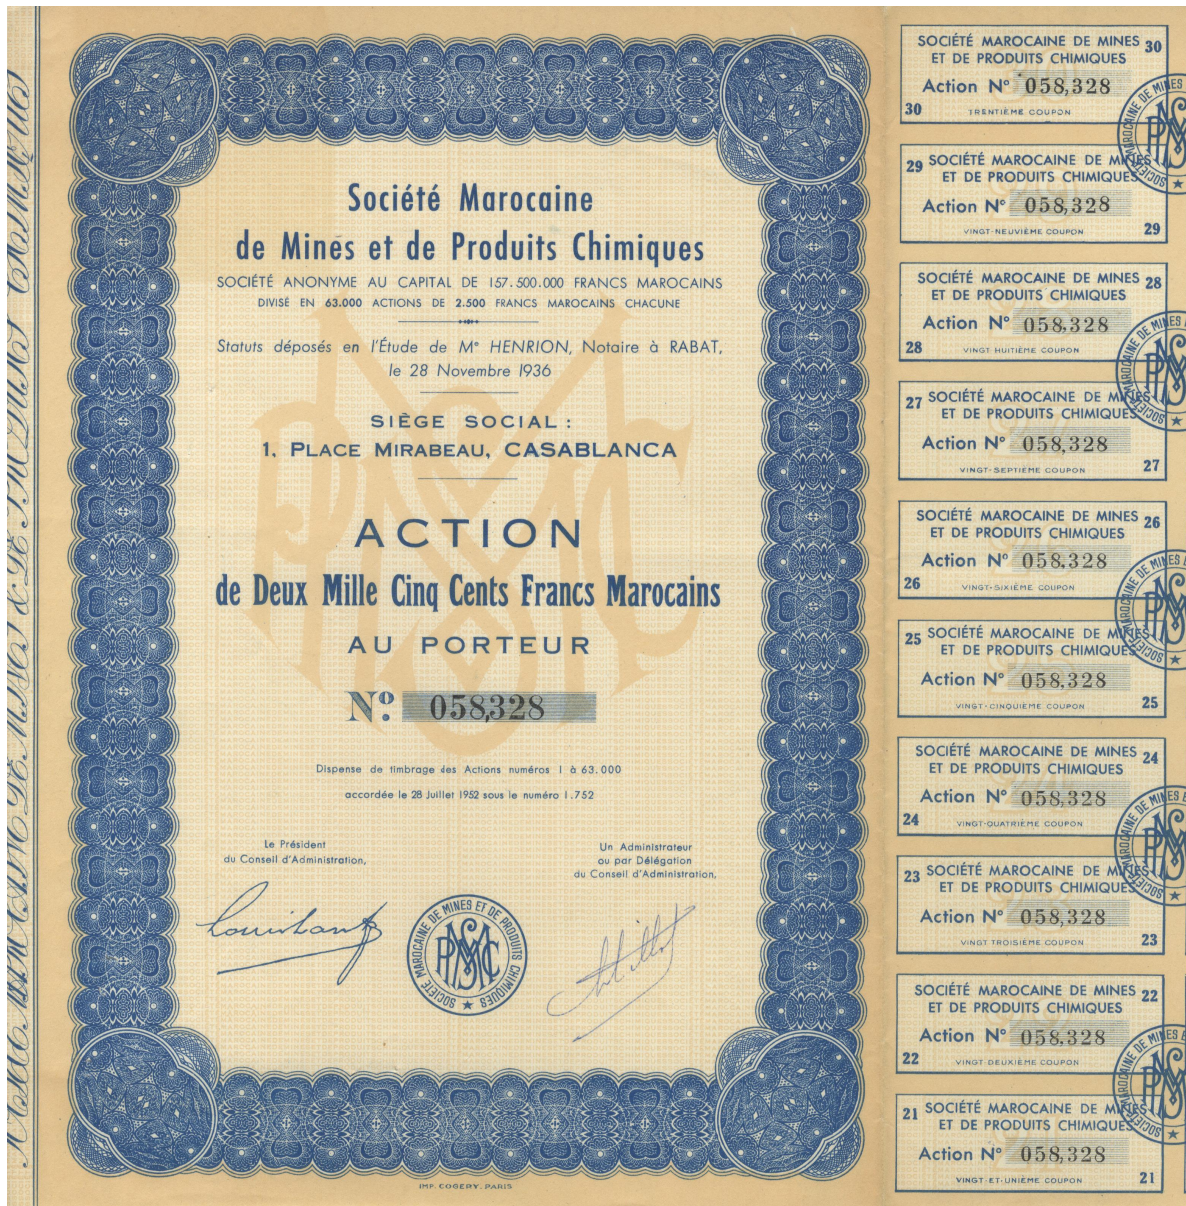 Société Marocaine
de Mines et de Produits Chimiques
SOCIÉTÉ ANONYME AU CAPITAL DE 157.500.000 FRANCS MAROCAINS
DIVISÉ EN 63.000 ACTIONS DE 2.500 FRANCS MAROCAINS CHACUNE
Statuts déposés en l'Étude de Mᵉ HENRION, Notaire à RABAT,
le 28 Novembre 1936
SIÈGE SOCIAL :
1, PLACE MIRABEAU, CASABLANCA
ACTION
de Deux Mille Cinq Cents Francs Marocains
AU PORTEUR
Nº. 058,328
Dispense de timbrage des Actions numéros 1 à 63.000
accordée le 28 Juillet 1952 sous le numéro 1.752
Le Président
du Conseil d'Administration,
Un Administrateur
ou par Délégation
du Conseil d'Administration,
SOCIÉTÉ MAROCAINE DE MINES ET DE PRODUITS CHIMIQUES
IMP. COGERY. PARIS
SOCIÉTÉ MAROCAINE DE MINES 30
ET DE PRODUITS CHIMIQUES
Action Nº 058,328
30 TRENTIÈME COUPON
29 SOCIÉTÉ MAROCAINE DE MINES
ET DE PRODUITS CHIMIQUES
Action Nº 058,328
VINGT-NEUVIÈME COUPON 29
SOCIÉTÉ MAROCAINE DE MINES 28
ET DE PRODUITS CHIMIQUES
Action Nº 058,328
28 VINGT HUITIÈME COUPON
27 SOCIÉTÉ MAROCAINE DE MINES
ET DE PRODUITS CHIMIQUES
Action Nº 058,328
VINGT-SEPTIÈME COUPON 27
SOCIÉTÉ MAROCAINE DE MINES 26
ET DE PRODUITS CHIMIQUES
Action Nº 058,328
26 VINGT-SIXIÈME COUPON
25 SOCIÉTÉ MAROCAINE DE MINES
ET DE PRODUITS CHIMIQUES
Action Nº 058,328
VINGT-CINQUIÈME COUPON 25
SOCIÉTÉ MAROCAINE DE MINES 24
ET DE PRODUITS CHIMIQUES
Action Nº 058,328
24 VINGT-QUATRIÈME COUPON
23 SOCIÉTÉ MAROCAINE DE MINES
ET DE PRODUITS CHIMIQUES
Action Nº 058,328
VINGT TROISIÈME COUPON 23
SOCIÉTÉ MAROCAINE DE MINES 22
ET DE PRODUITS CHIMIQUES
Action Nº 058,328
22 VINGT DEUXIÈME COUPON
21 SOCIÉTÉ MAROCAINE DE MINES
ET DE PRODUITS CHIMIQUES
Action Nº 058,328
VINGT-ET-UNIÈME COUPON 21